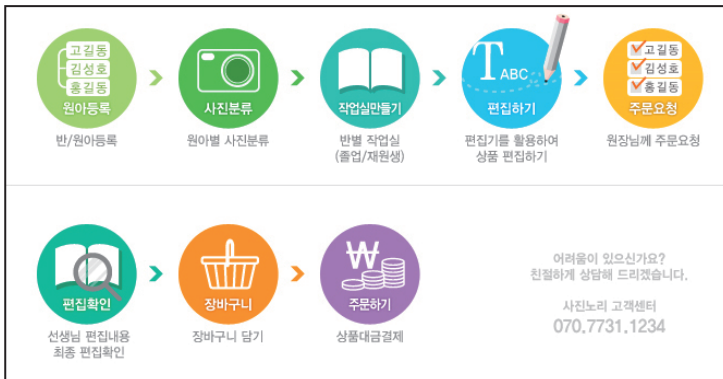 고길동
김성호
홍길동
원아등록
반/원아등록
사진분류
원아별 사진분류
작업실만들기
반별 작업실
(졸업/재원생)
T ABC
편집하기
편집기를 활용하여
상품 편집하기
고길동
김성호
홍길동
주문요청
원장님께 주문요청
편집확인
선생님 편집내용
최종 편집확인
장바구니
장바구니 담기
₩
주문하기
상품대금결제
어려움이 있으신가요?
친절하게 상담해 드리겠습니다.
사진노리 고객센터
070.7731.1234